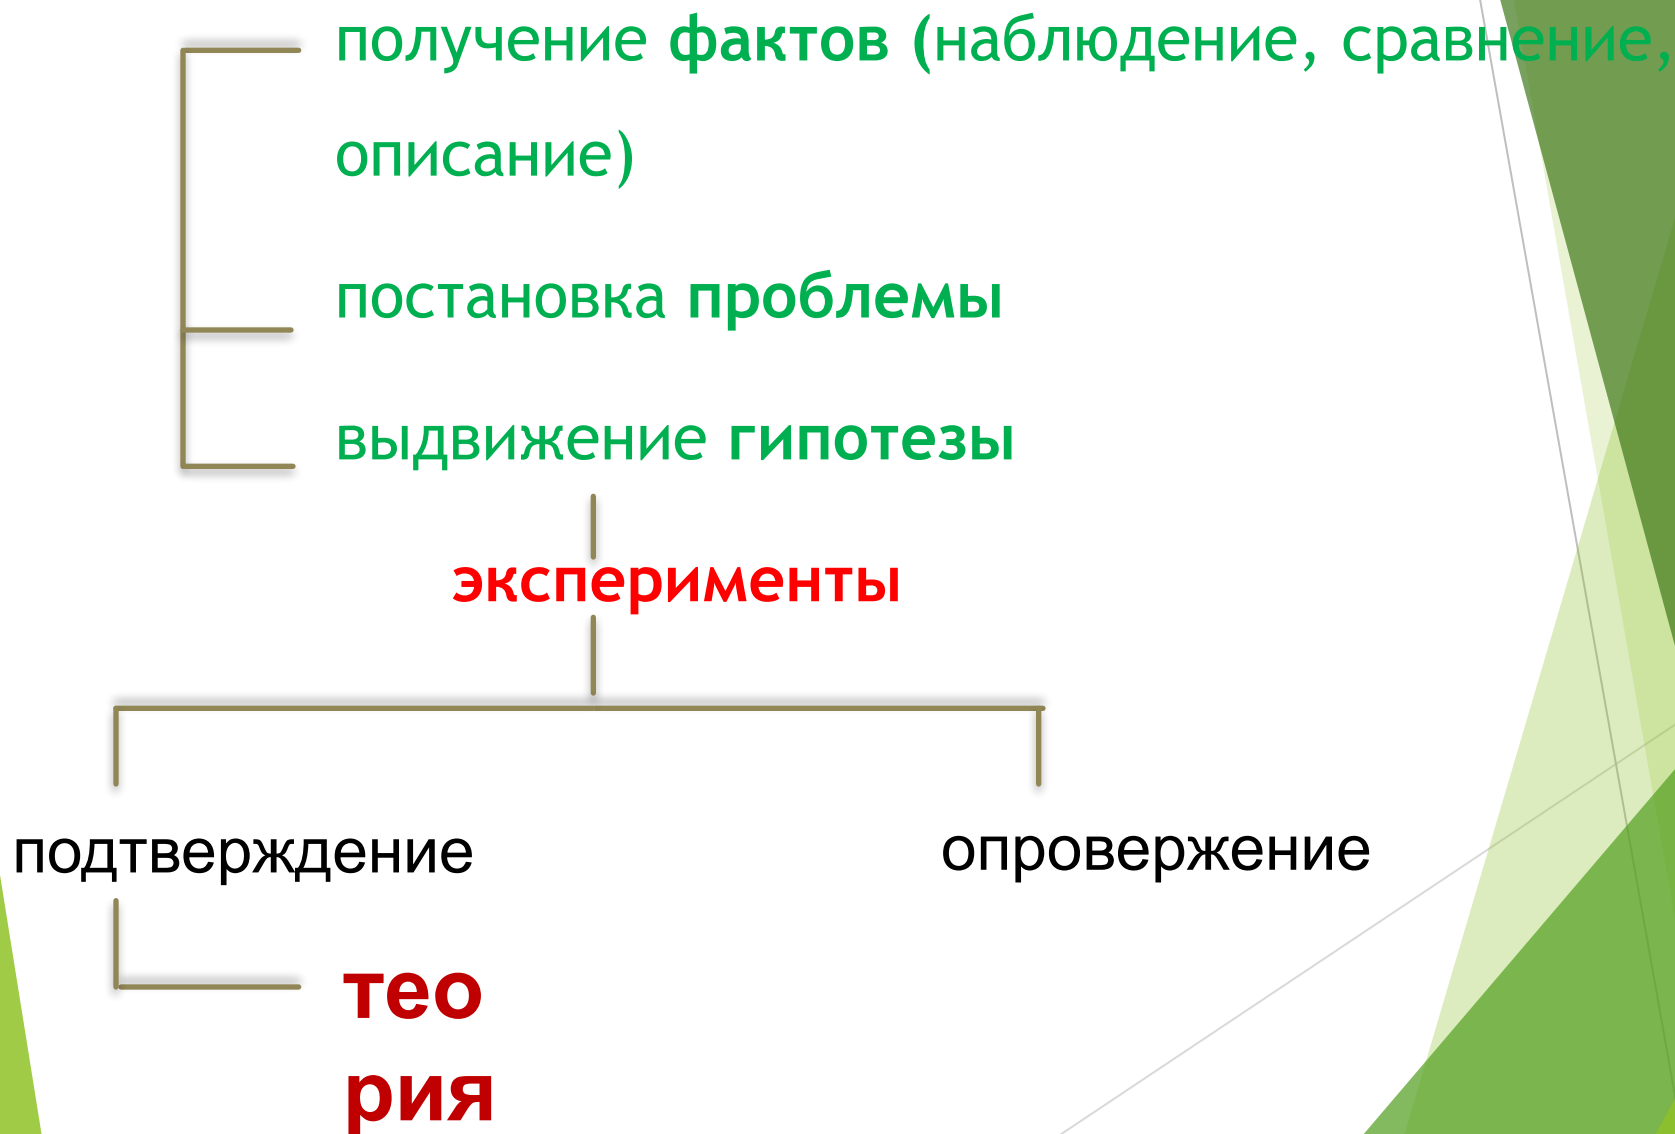 получение фактов (наблюдение, сравнение,
описание)
постановка проблемы
выдвижение гипотезы
эксперименты
подтверждение
опровержение
тео
рия